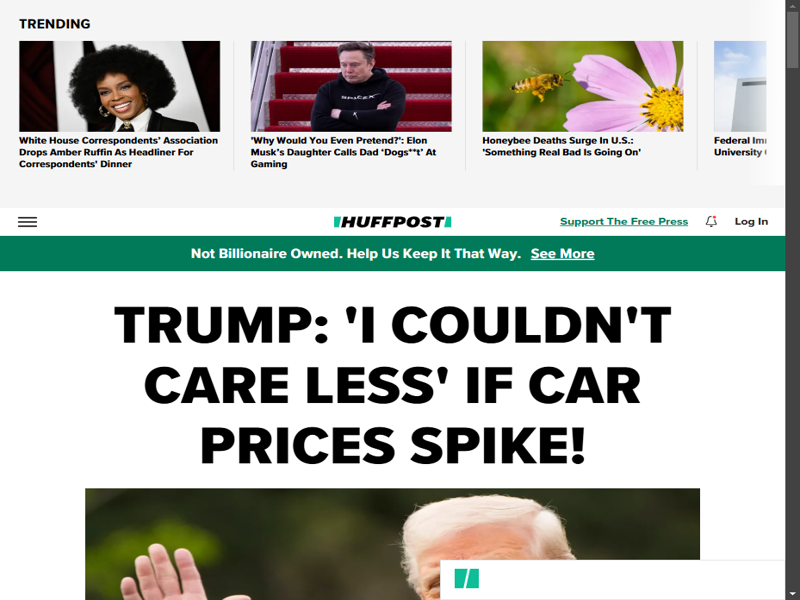 TRENDING
White House Correspondents' Association
Drops Amber Ruffin As Headliner For
Correspondents' Dinner
'Why Would You Even Pretend?': Elon
Musk's Daughter Calls Dad 'Dogs**t' At
Gaming
Honeybee Deaths Surge In U.S.:
'Something Real Bad Is Going On'
Federal
University
SPACEX
HUFFPOST
Support The Free Press
Log In
Not Billionaire Owned. Help Us Keep It That Way. See More
TRUMP: 'I COULDN'T
CARE LESS' IF CAR
PRICES SPIKE!